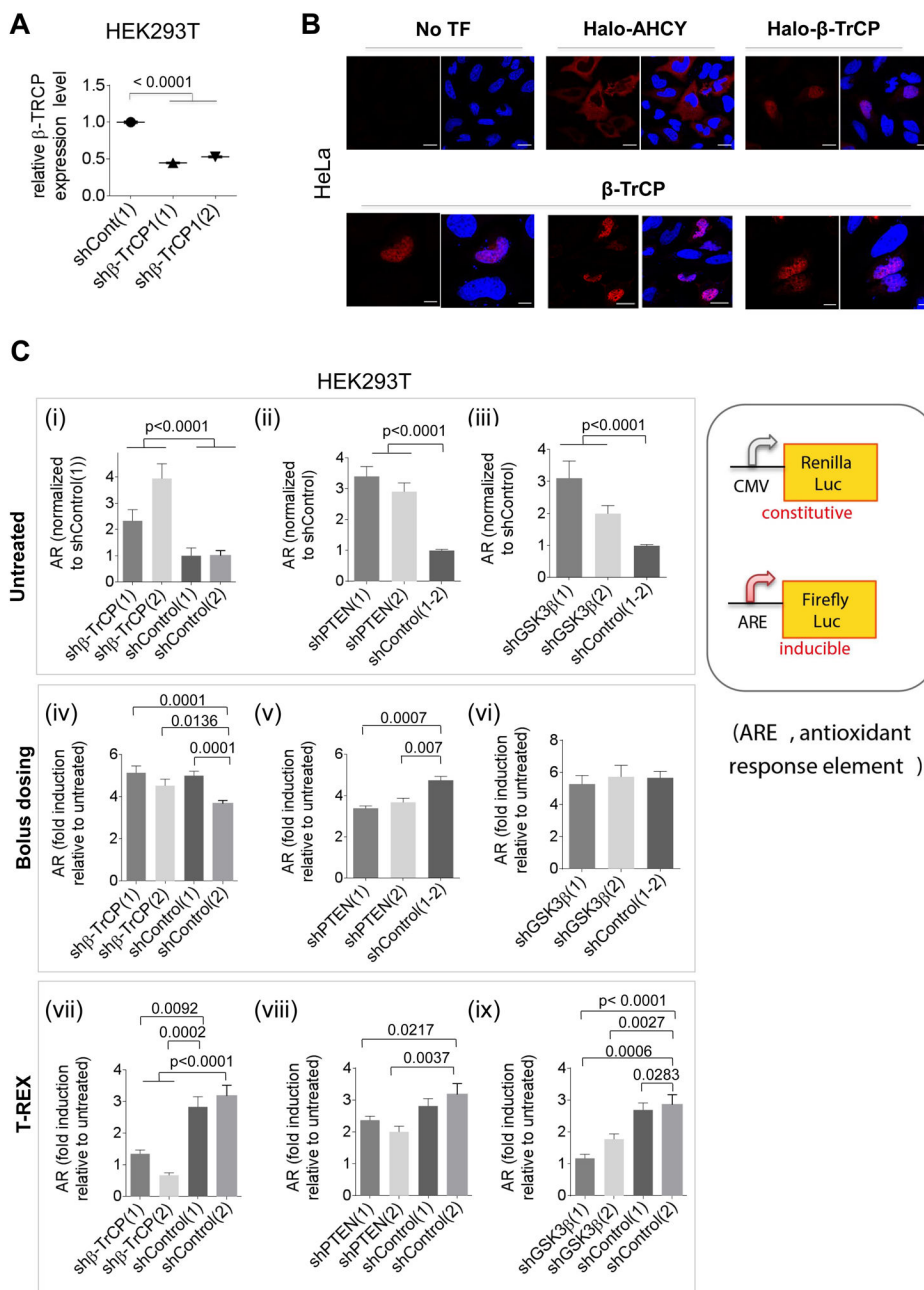 A
HEK293T
< 0.0001
relative β-TRCP
expression level
1.5
1.0
0.5
0.0
shCont(1)
shβ-TrCP1(1)
shβ-TrCP1(2)
B
No TF
Halo-AHCY
Halo-β-TrCP
HeLa
β-TrCP
C
HEK293T
Untreated
(i)
p<0.0001
AR (normalized
to shControl(1))
4
3
2
1
0
shβ-TrCP(1)
shβ-TrCP(2)
shControl(1)
shControl(2)
(ii)
p<0.0001
AR (normalized
to shControl)
4
3
2
1
0
shPTEN(1)
shPTEN(2)
shControl(1-2)
(iii)
p<0.0001
AR (normalized
to shControl)
4
3
2
1
0
shGSK3β(1)
shGSK3β(2)
shControl(1-2)
CMV
Renilla
Luc
constitutive
ARE
Firefly
Luc
inducible
(ARE , antioxidant
response element )
Bolus dosing
(iv)
0.0001
0.0136
0.0001
AR (fold induction
relative to untreated)
6
4
2
0
shβ-TrCP(1)
shβ-TrCP(2)
shControl(1)
shControl(2)
(v)
0.0007
0.007
AR (fold induction
relative to untreated)
6
4
2
0
shPTEN(1)
shPTEN(2)
shControl(1-2)
(vi)
AR (fold induction
relative to untreated)
8
6
4
2
0
shGSK3β(1)
shGSK3β(2)
shControl(1-2)
T-REX
(vii)
0.0092
0.0002
p<0.0001
AR (fold induction
relative to untreated)
4
3
2
1
0
shβ-TrCP(1)
shβ-TrCP(2)
shControl(1)
shControl(2)
(viii)
0.0217
0.0037
AR (fold induction
relative to untreated)
4
3
2
1
0
shPTEN(1)
shPTEN(2)
shControl(1)
shControl(2)
(ix)
p< 0.0001
0.0027
0.0006
0.0283
AR (fold induction
relative to untreated)
4
3
2
1
0
shGSK3β(1)
shGSK3β(2)
shControl(1)
shControl(2)